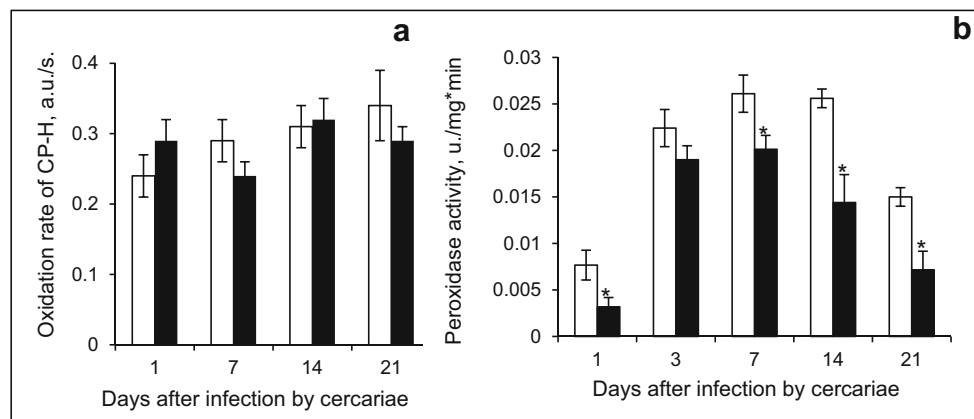 a
Oxidation rate of CP-H, a.u./s.
0.4
0.3
0.2
0.1
0
1 7 14 21
Days after infection by cercariae
b
Peroxidase activity, u./mg*min
0.03
0.025
0.02
0.015
0.01
0.005
0
* * * *
1 3 7 14 21
Days after infection by cercariae